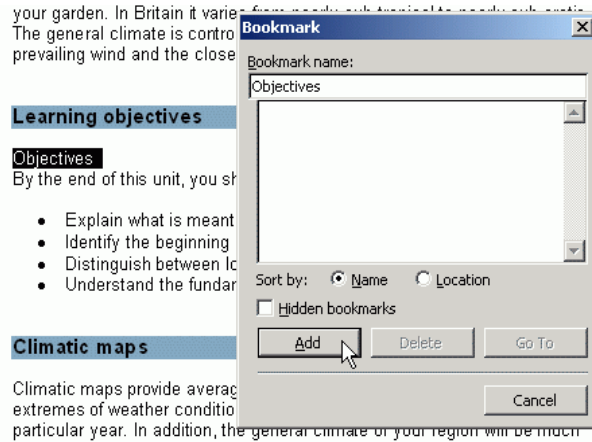 your garden. In Britain it varies from nearly sub-tropical to nearly sub-arctic
The general climate is contro
prevailing wind and the close
Learning objectives
Objectives
By the end of this unit, you sh
Explain what is meant
Identify the beginning
Distinguish between lo
Understand the fundar
Climatic maps
Climatic maps provide averag
extremes of weather conditio
particular year. In addition, the general climate of your region will be much
Bookmark
Bookmark name:
Objectives
Sort by: Name Location
Hidden bookmarks
Add Delete Go To
Cancel